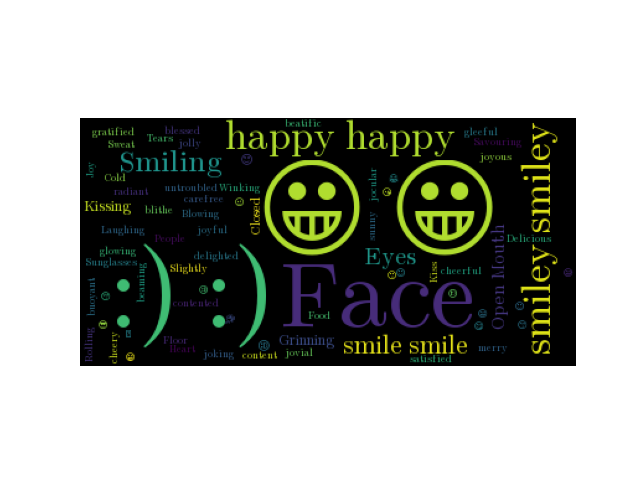 beatific
happy happy
gratified
blessed
Tears
jolly
Sweat
gleeful
Savouring
joyous
Smiling
Joy
Cold
radiant
untroubled
Winking
carefree
jocular
Kissing
blithe
Blowing
Closed
sunny
Laughing
joyful
People
Delicious
smiley smiley
glowing
Sunglasses
delighted
Eyes
Slightly
beaming
Kiss
cheerful
Open Mouth
buoyant
:) :)
Face
contented
Food
Rolling
cheery
Floor
Heart
joking
content
Grinning
jovial
smile smile
satisfied
merry